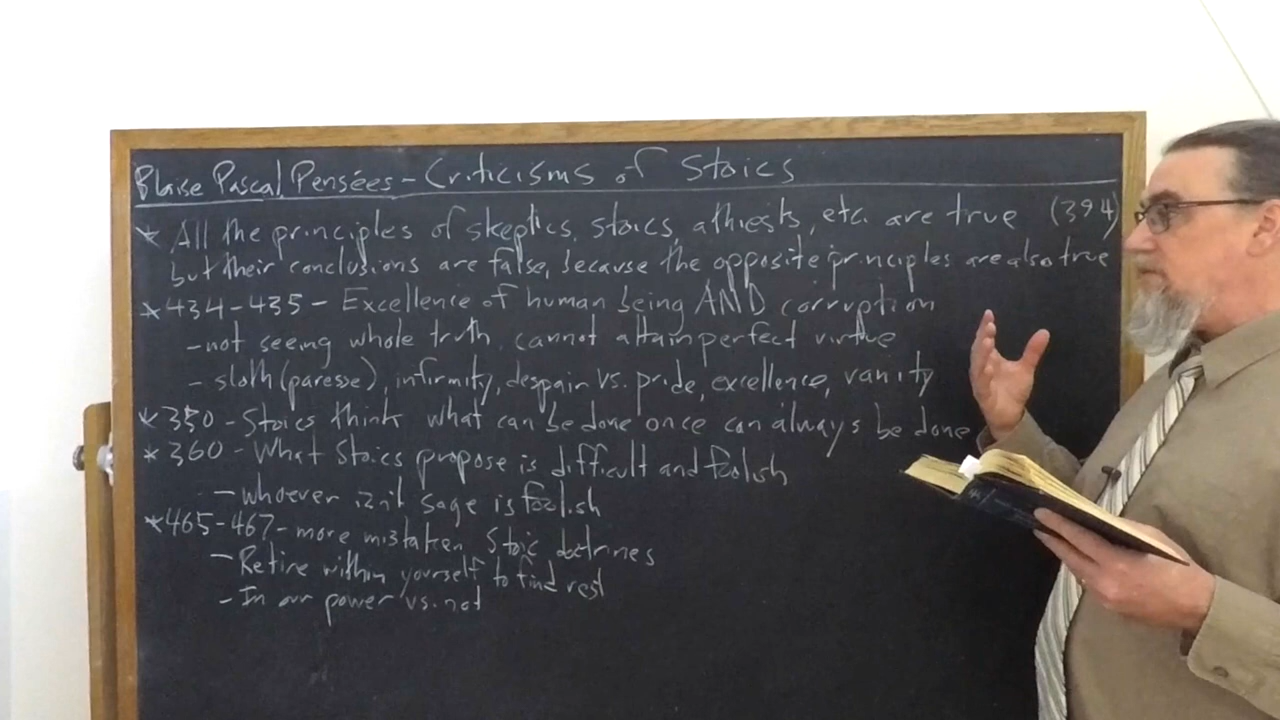 Blaise Pascal, Pensées - Criticisms of Stoics
* All the principles of skeptics, stoics, athiests, etc. are true (394)
but their conclusions are false, because the opposite principles are also true
* 434-435 - Excellence of human being AND corruption
- not seeing whole truth, cannot attain perfect virtue
- sloth (paresse), infirmity, despair vs. pride, excellence, vanity
* 350 - Stoics think what can be done once can always be done
* 360 - What Stoics propose is difficult and foolish
- whoever isn't sage is foolish
* 465-467 - more mistaken Stoic doctrines
- Retire within yourself to find rest
- In our power vs. not